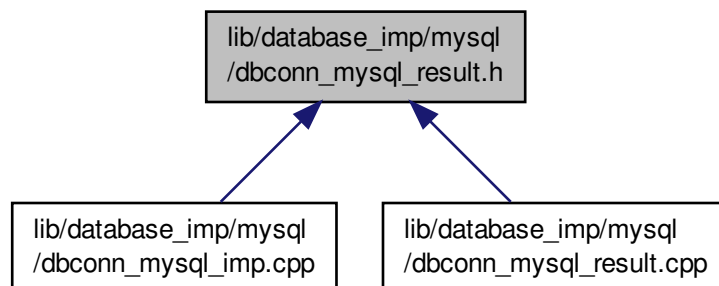 lib/database_imp/mysql
/dbconn_mysql_result.h
lib/database_imp/mysql
/dbconn_mysql_imp.cpp
lib/database_imp/mysql
/dbconn_mysql_result.cpp